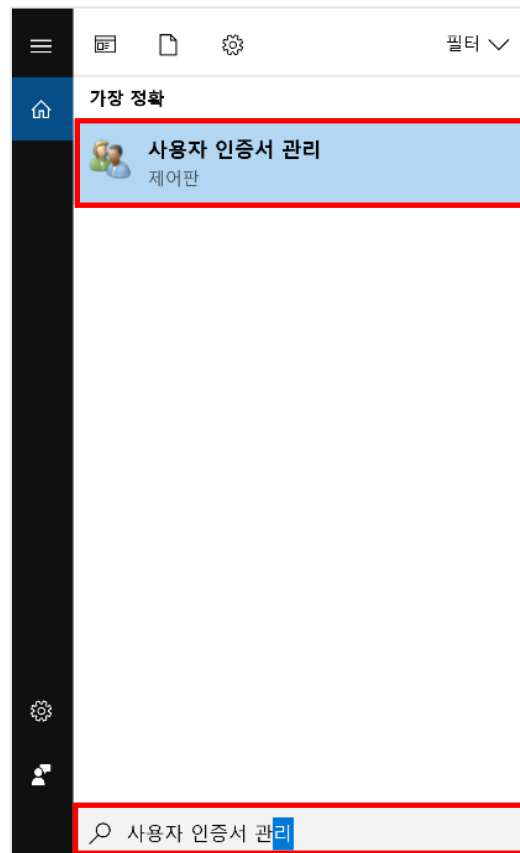 필터
가장 정확
사용자 인증서 관리
제어판
사용자 인증서 관리